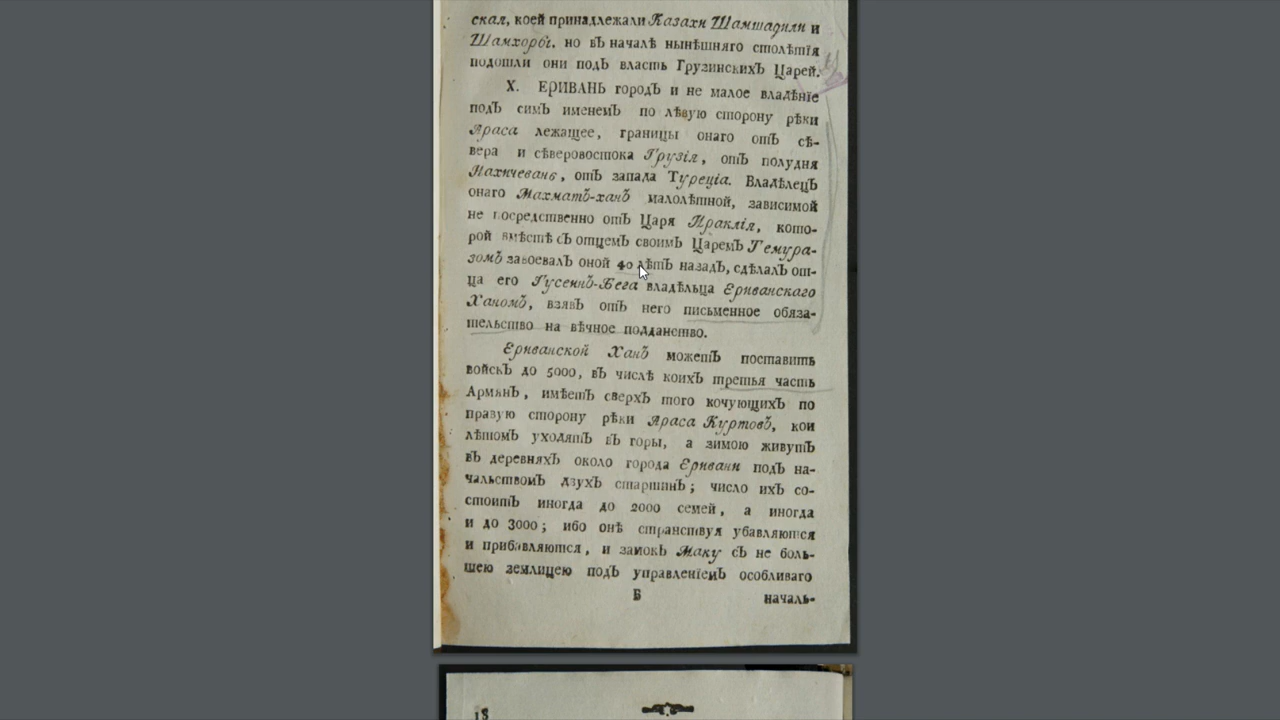 ская, коей принадлежали Казахи Шамшадили и
Шамхоры. но въ началѣ нынѣшняго столѣтія
подошли они подъ власть Грузинскихъ Царей.
X. ЕРИВАНЬ городъ и не малое владѣніе
подъ симъ именемъ по лѣвую сторону рѣки
Араса лежащее, границы онаго отъ сѣ-
вера и сѣверовостока Грузія, отъ полудня
Нахичевань, отъ запада Туреціа. Владѣлецъ
онаго Махматъ-ханъ малолѣтной, зависимой
не посредственно отъ Царя Ираклія, кото-
рой вмѣстѣ съ отцемъ своимъ Царемъ Темура-
зомъ завоевалъ оной 40 лѣтъ назадъ, сдѣлалъ от-
ца его Гусеинъ-Бега владѣльца Ериванскаго
Ханомъ, взявъ отъ него письменное обяза-
тельство на вѣчное подданство.
Ериванской Ханъ можетъ поставить
войскъ до 5000, въ числѣ коихъ третья часть
Армянъ, имѣетъ сверхъ того кочующихъ по
правую сторону рѣки Араса Куртовъ, кои
лѣтомъ уходятъ въ горы, а зимою живутъ
въ деревняхъ около города Еривани подъ на-
чальствомъ двухъ старшинъ; число ихъ со-
стоитъ иногда до 2000 семей, а иногда
и до 3000; ибо онѣ странствуя убавляются
и прибавляются, и замокъ Маку съ не боль-
шею землицею подъ управленіемъ особливаго
Б началь-
18